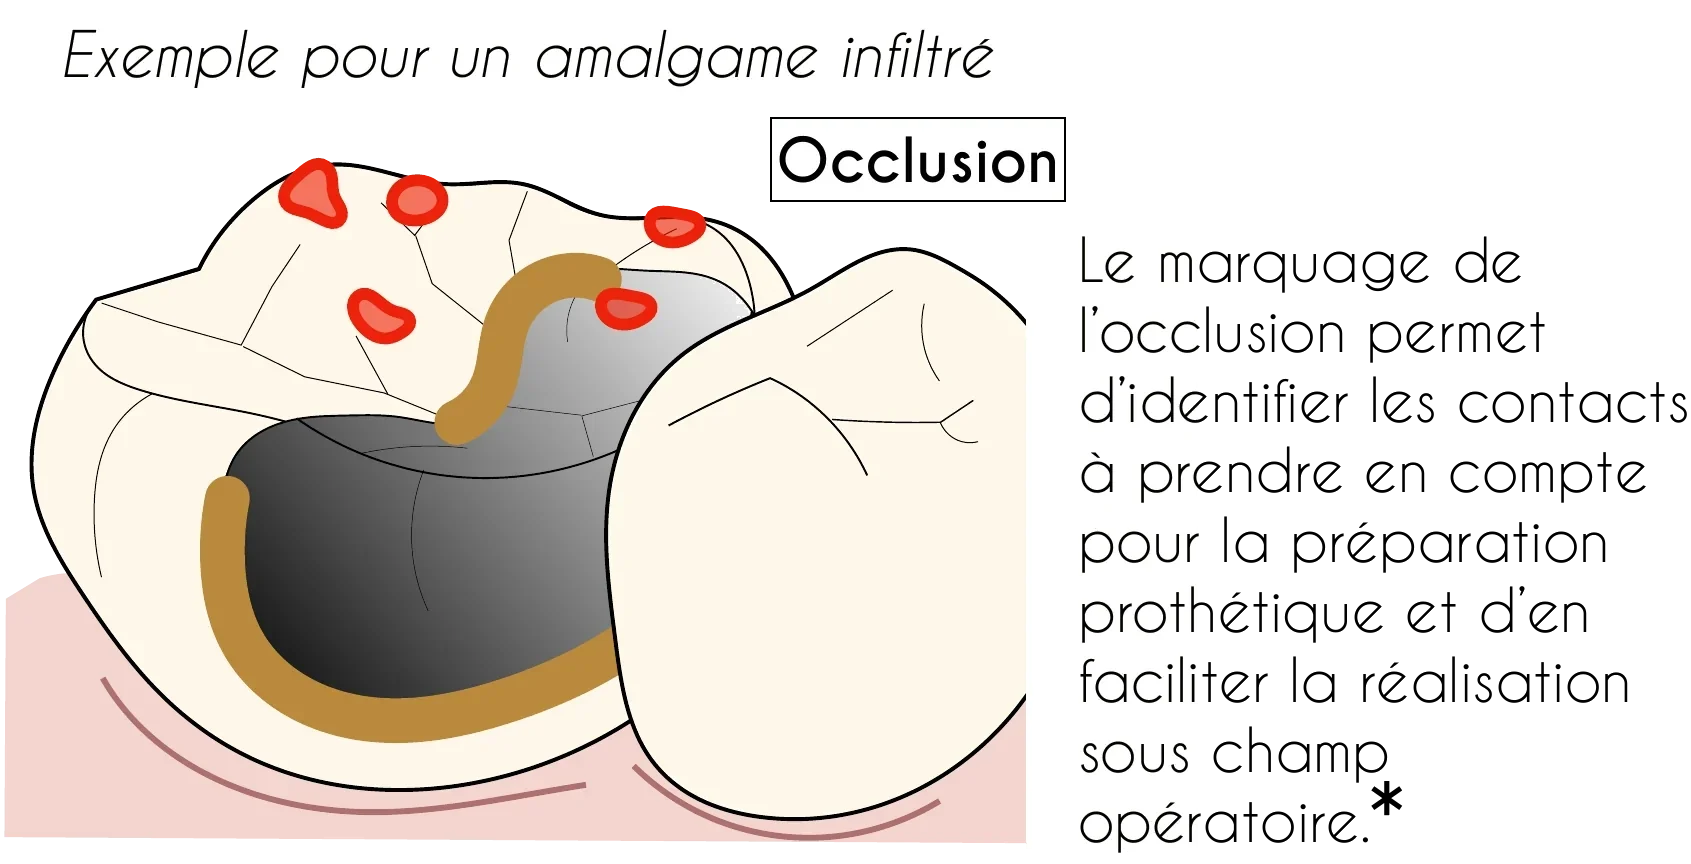 Exemple pour un amalgame infiltré
Occlusion
Le marquage de
l'occlusion permet
d'identifier les contacts
à prendre en compte
pour la préparation
prothétique et d'en
faciliter la réalisation
sous champ
opératoire.*